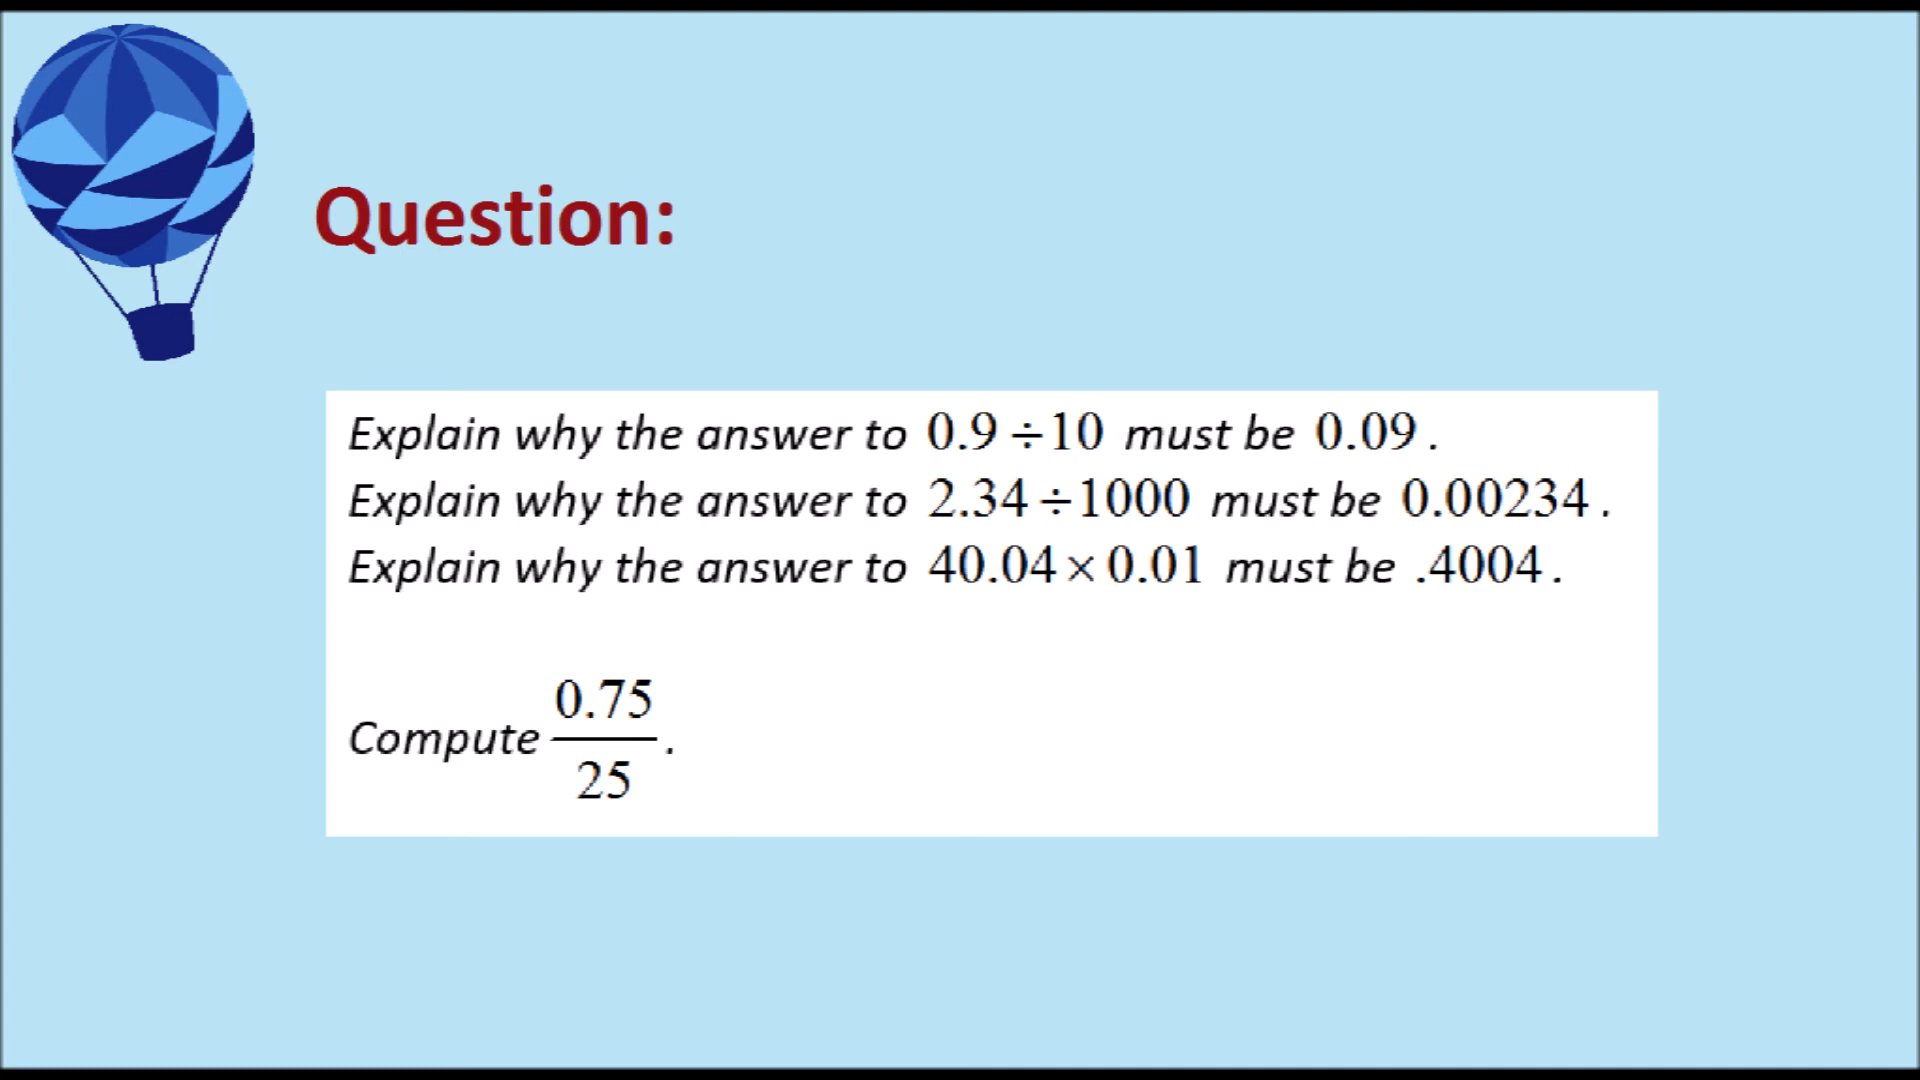 Question:
Explain why the answer to 0.9 ÷ 10 must be 0.09.
Explain why the answer to 2.34 ÷ 1000 must be 0.00234.
Explain why the answer to 40.04 × 0.01 must be .4004.
0.75
Compute ―.
25